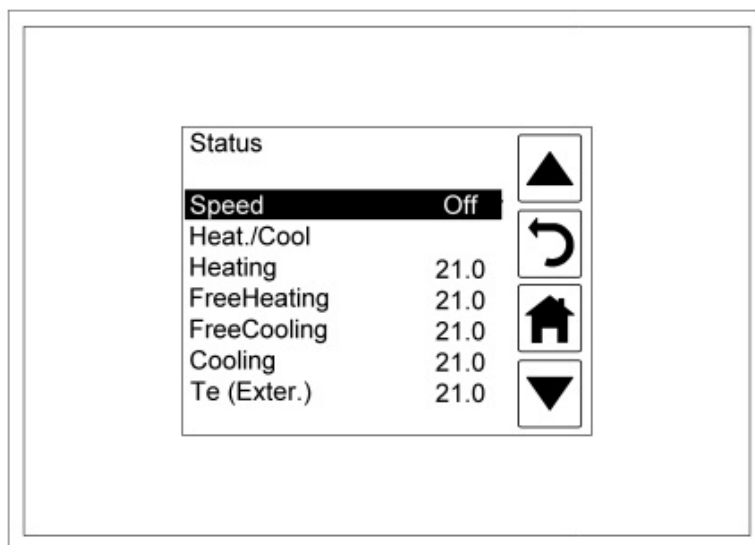 Status
Speed Off
Heat./Cool
Heating 21.0
FreeHeating 21.0
FreeCooling 21.0
Cooling 21.0
Te (Exter.) 21.0